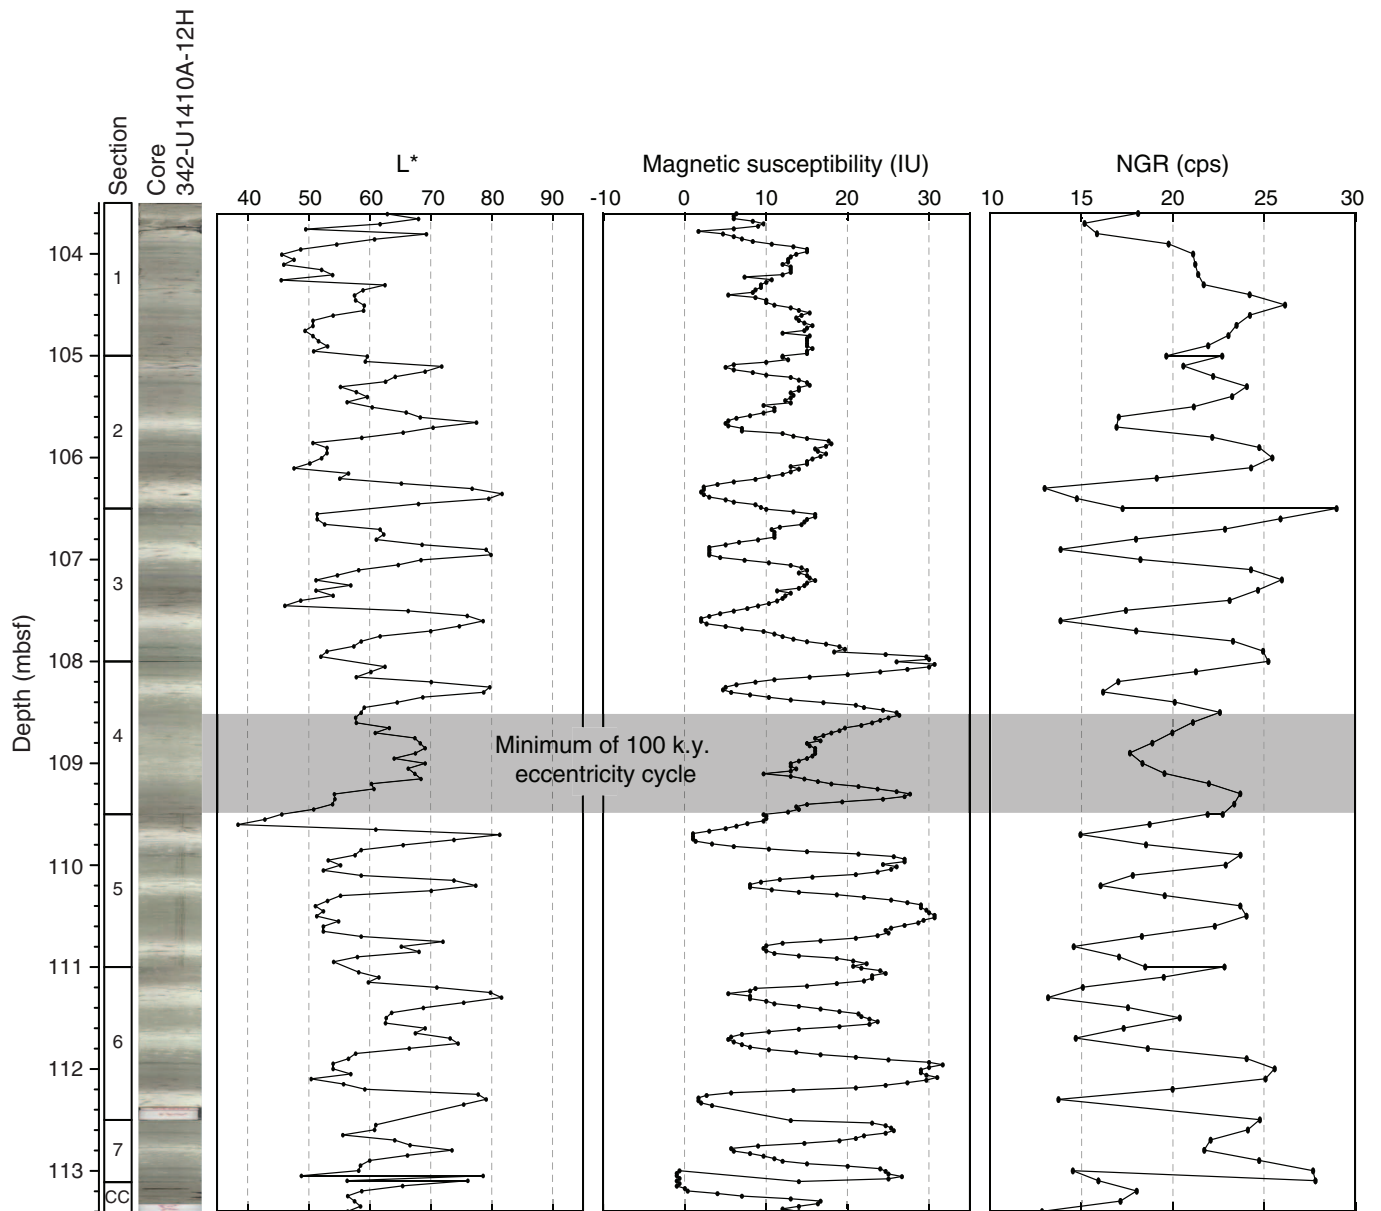 Section
Core
342-U1410A-12H
L*
Magnetic susceptibility (IU)
NGR (cps)
40 50 60 70 80 90
-10 0 10 20 30
10 15 20 25 30
Depth (mbsf)
104
105
106
107
108
109
110
111
112
113
1
2
3
4
5
6
7
CC
Minimum of 100 k.y.
eccentricity cycle